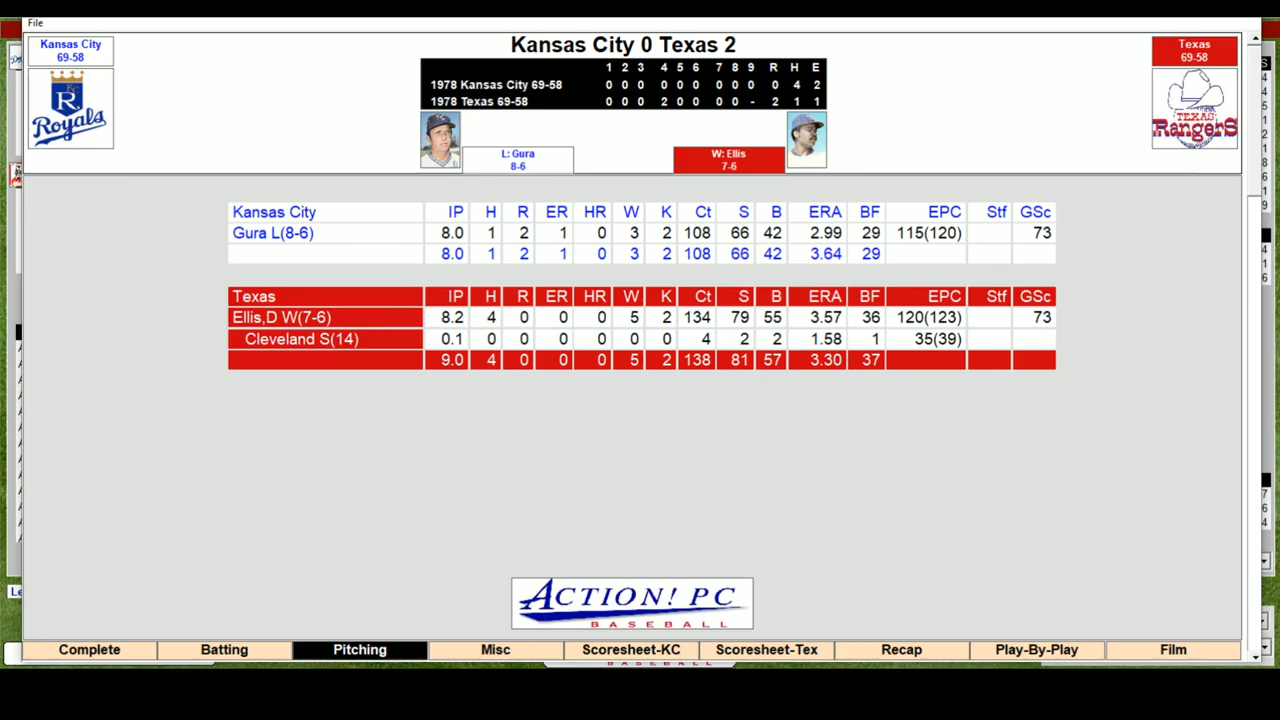 File
Kansas City
69-58
Royals
Kansas City 0 Texas 2
1 2 3 4 5 6 7 8 9 R H E
1978 Kansas City 69-58 0 0 0 0 0 0 0 0 0 0 4 2
1978 Texas 69-58 0 0 0 2 0 0 0 0 - 2 1 1
L: Gura
8-6
W: Ellis
7-6
Texas
69-58
TEXAS
RangerS
Kansas City IP H R ER HR W K Ct S B ERA BF EPC Stf GSc
Gura L(8-6) 8.0 1 2 1 0 3 2 108 66 42 2.99 29 115(120) 73
8.0 1 2 1 0 3 2 108 66 42 3.64 29
Texas IP H R ER HR W K Ct S B ERA BF EPC Stf GSc
Ellis,D W(7-6) 8.2 4 0 0 0 5 2 134 79 55 3.57 36 120(123) 73
Cleveland S(14) 0.1 0 0 0 0 0 0 4 2 2 1.58 1 35(39)
9.0 4 0 0 0 5 2 138 81 57 3.30 37
ACTION! PC
BASEBALL
Complete Batting Pitching Misc Scoresheet-KC Scoresheet-Tex Recap Play-By-Play Film